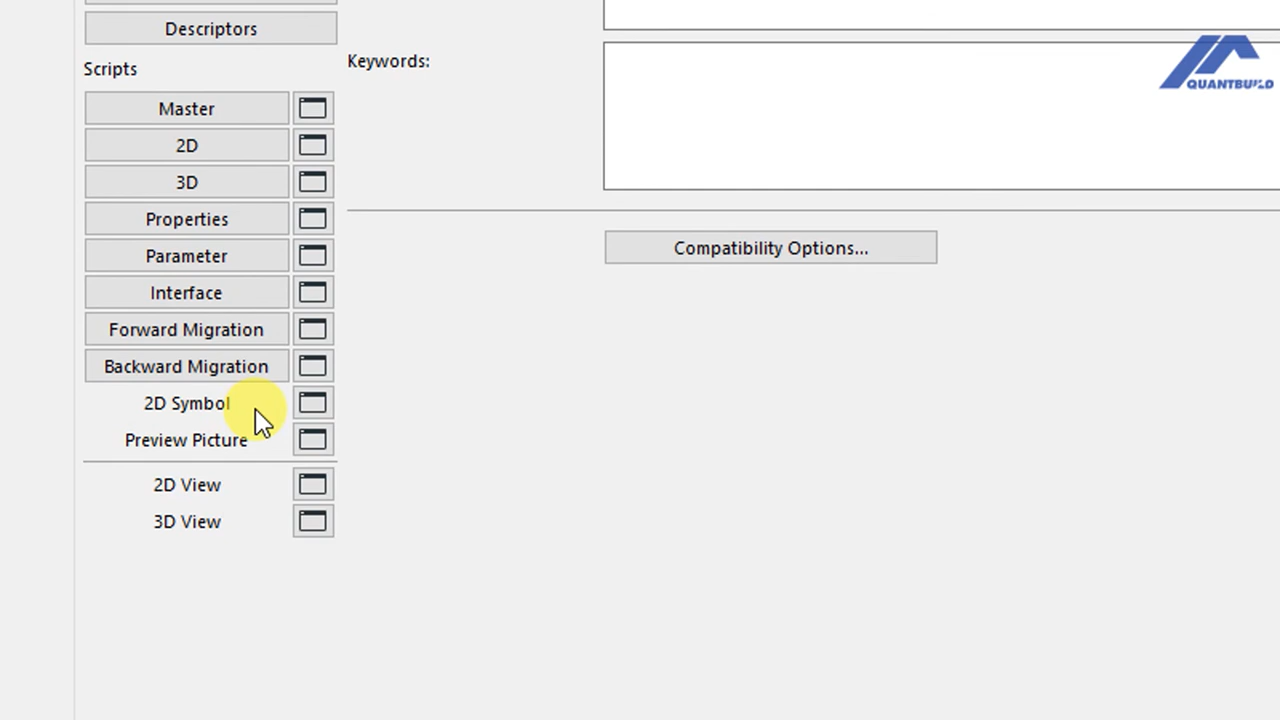 Descriptors
Scripts
Keywords:
QUANTBUILD
Master
2D
3D
Properties
Parameter
Compatibility Options...
Interface
Forward Migration
Backward Migration
2D Symbol
Preview Picture
2D View
3D View